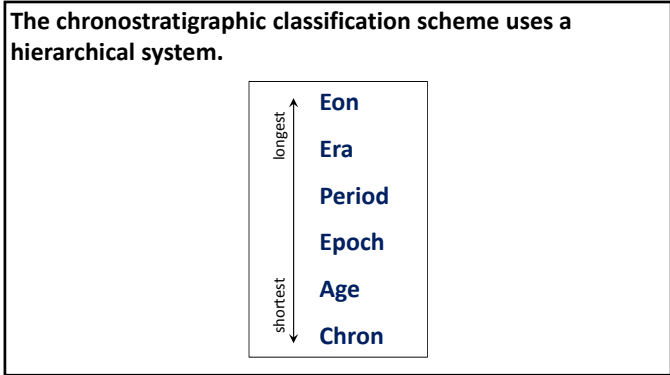 The chronostratigraphic classification scheme uses a
hierarchical system.
longest
Eon
Era
Period
Epoch
Age
shortest
Chron